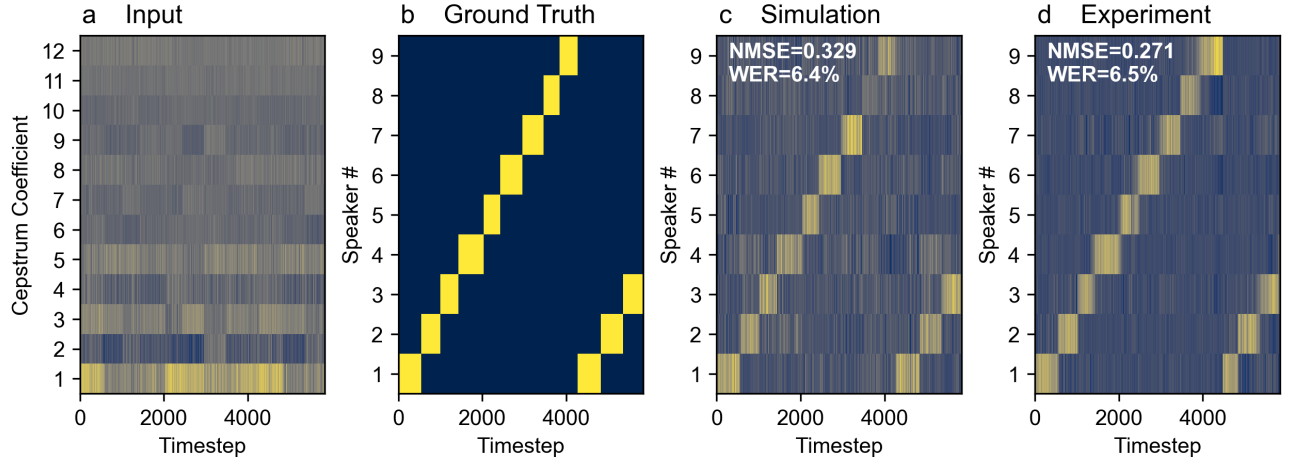 a Input
Cepstrum Coefficient
12
11
10
9
8
7
6
5
4
3
2
1
0 2000 4000
Timestep
b Ground Truth
Speaker #
9
8
7
6
5
4
3
2
1
0 2000 4000
Timestep
c Simulation
NMSE=0.329
WER=6.4%
Speaker #
9
8
7
6
5
4
3
2
1
0 2000 4000
Timestep
d Experiment
NMSE=0.271
WER=6.5%
Speaker #
9
8
7
6
5
4
3
2
1
0 2000 4000
Timestep